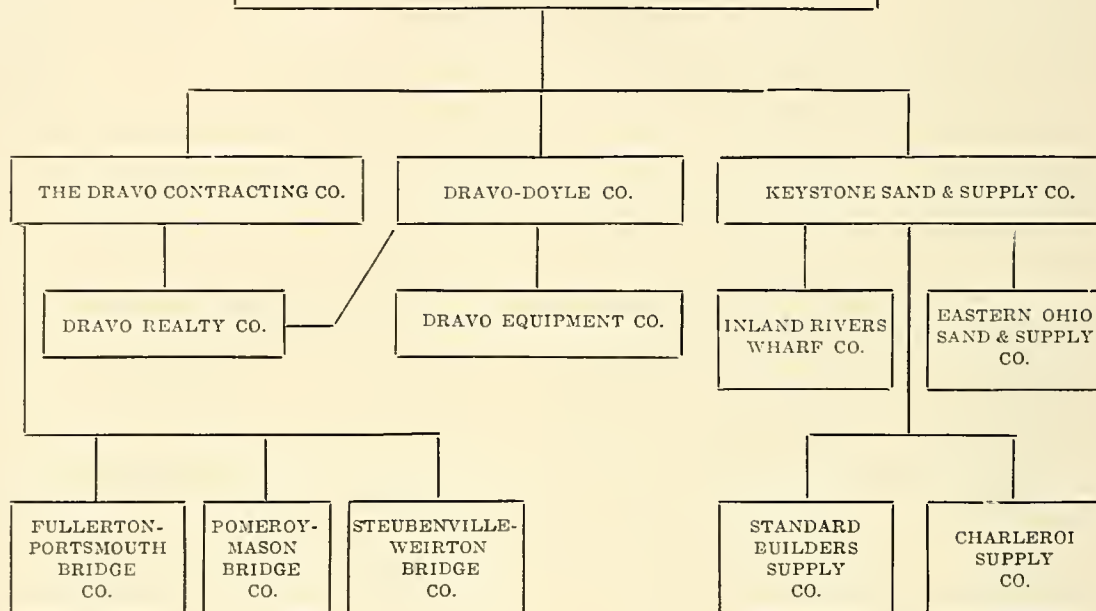 THE DRAVO CONTRACTING CO.
DRAVO-DOYLE CO.
KEYSTONE SAND & SUPPLY CO.
DRAVO REALTY CO.
DRAVO EQUIPMENT CO.
INLAND RIVERS
WHARF CO.
EASTERN OHIO
SAND & SUPPLY
CO.
FULLERTON-
PORTSMOUTH
BRIDGE
CO.
POMEROY-
MASON
BRIDGE
CO.
STEUBENVILLE-
WEIRTON
BRIDGE
CO.
STANDARD
BUILDERS
SUPPLY
CO.
CHARLEROI
SUPPLY
CO.